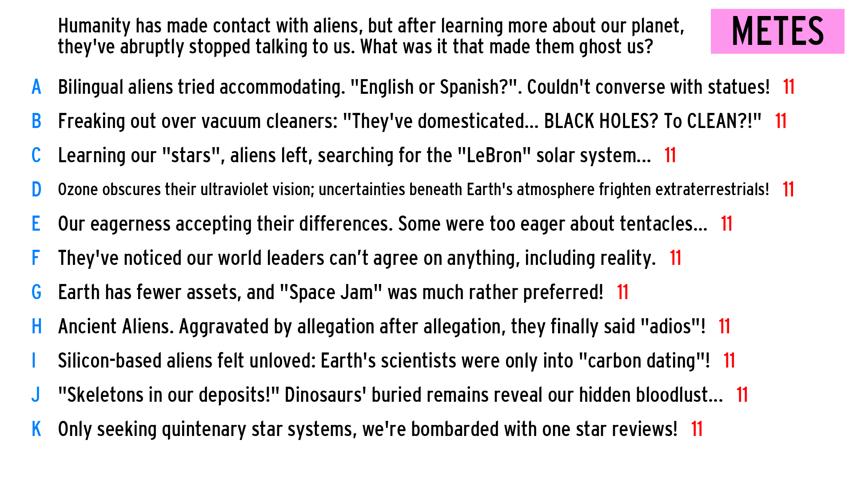 Humanity has made contact with aliens, but after learning more about our planet,
they've abruptly stopped talking to us. What was it that made them ghost us?
METES
A Bilingual aliens tried accommodating. "English or Spanish?". Couldn't converse with statues! 11
B Freaking out over vacuum cleaners: "They've domesticated... BLACK HOLES? To CLEAN?!" 11
C Learning our "stars", aliens left, searching for the "LeBron" solar system... 11
D Ozone obscures their ultraviolet vision; uncertainties beneath Earth's atmosphere frighten extraterrestrials! 11
E Our eagerness accepting their differences. Some were too eager about tentacles... 11
F They've noticed our world leaders can’t agree on anything, including reality. 11
G Earth has fewer assets, and "Space Jam" was much rather preferred! 11
H Ancient Aliens. Aggravated by allegation after allegation, they finally said "adios"! 11
I Silicon-based aliens felt unloved: Earth's scientists were only into "carbon dating"! 11
J "Skeletons in our deposits!" Dinosaurs' buried remains reveal our hidden bloodlust... 11
K Only seeking quintenary star systems, we're bombarded with one star reviews! 11